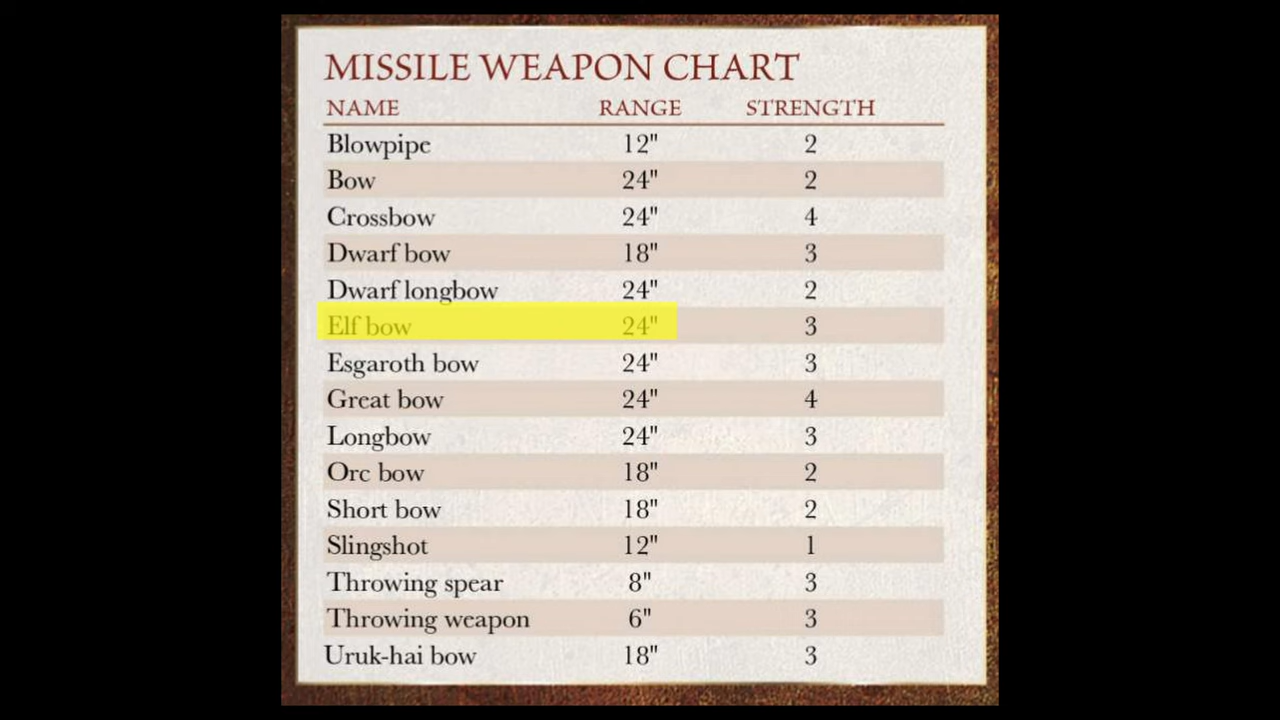 MISSILE WEAPON CHART
NAME RANGE STRENGTH
Blowpipe 12" 2
Bow 24" 2
Crossbow 24" 4
Dwarf bow 18" 3
Dwarf longbow 24" 2
Elf bow 24" 3
Esgaroth bow 24" 3
Great bow 24" 4
Longbow 24" 3
Orc bow 18" 2
Short bow 18" 2
Slingshot 12" 1
Throwing spear 8" 3
Throwing weapon 6" 3
Uruk-hai bow 18" 3